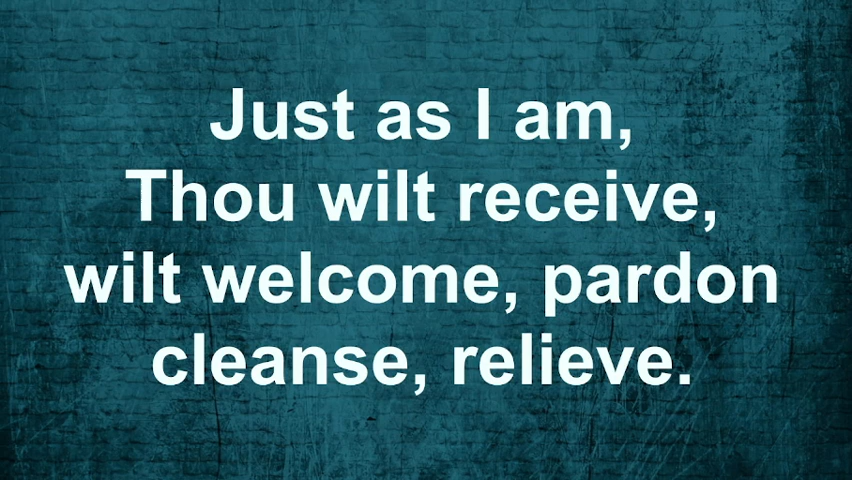 Just as I am,
Thou wilt receive,
wilt welcome, pardon
cleanse, relieve.